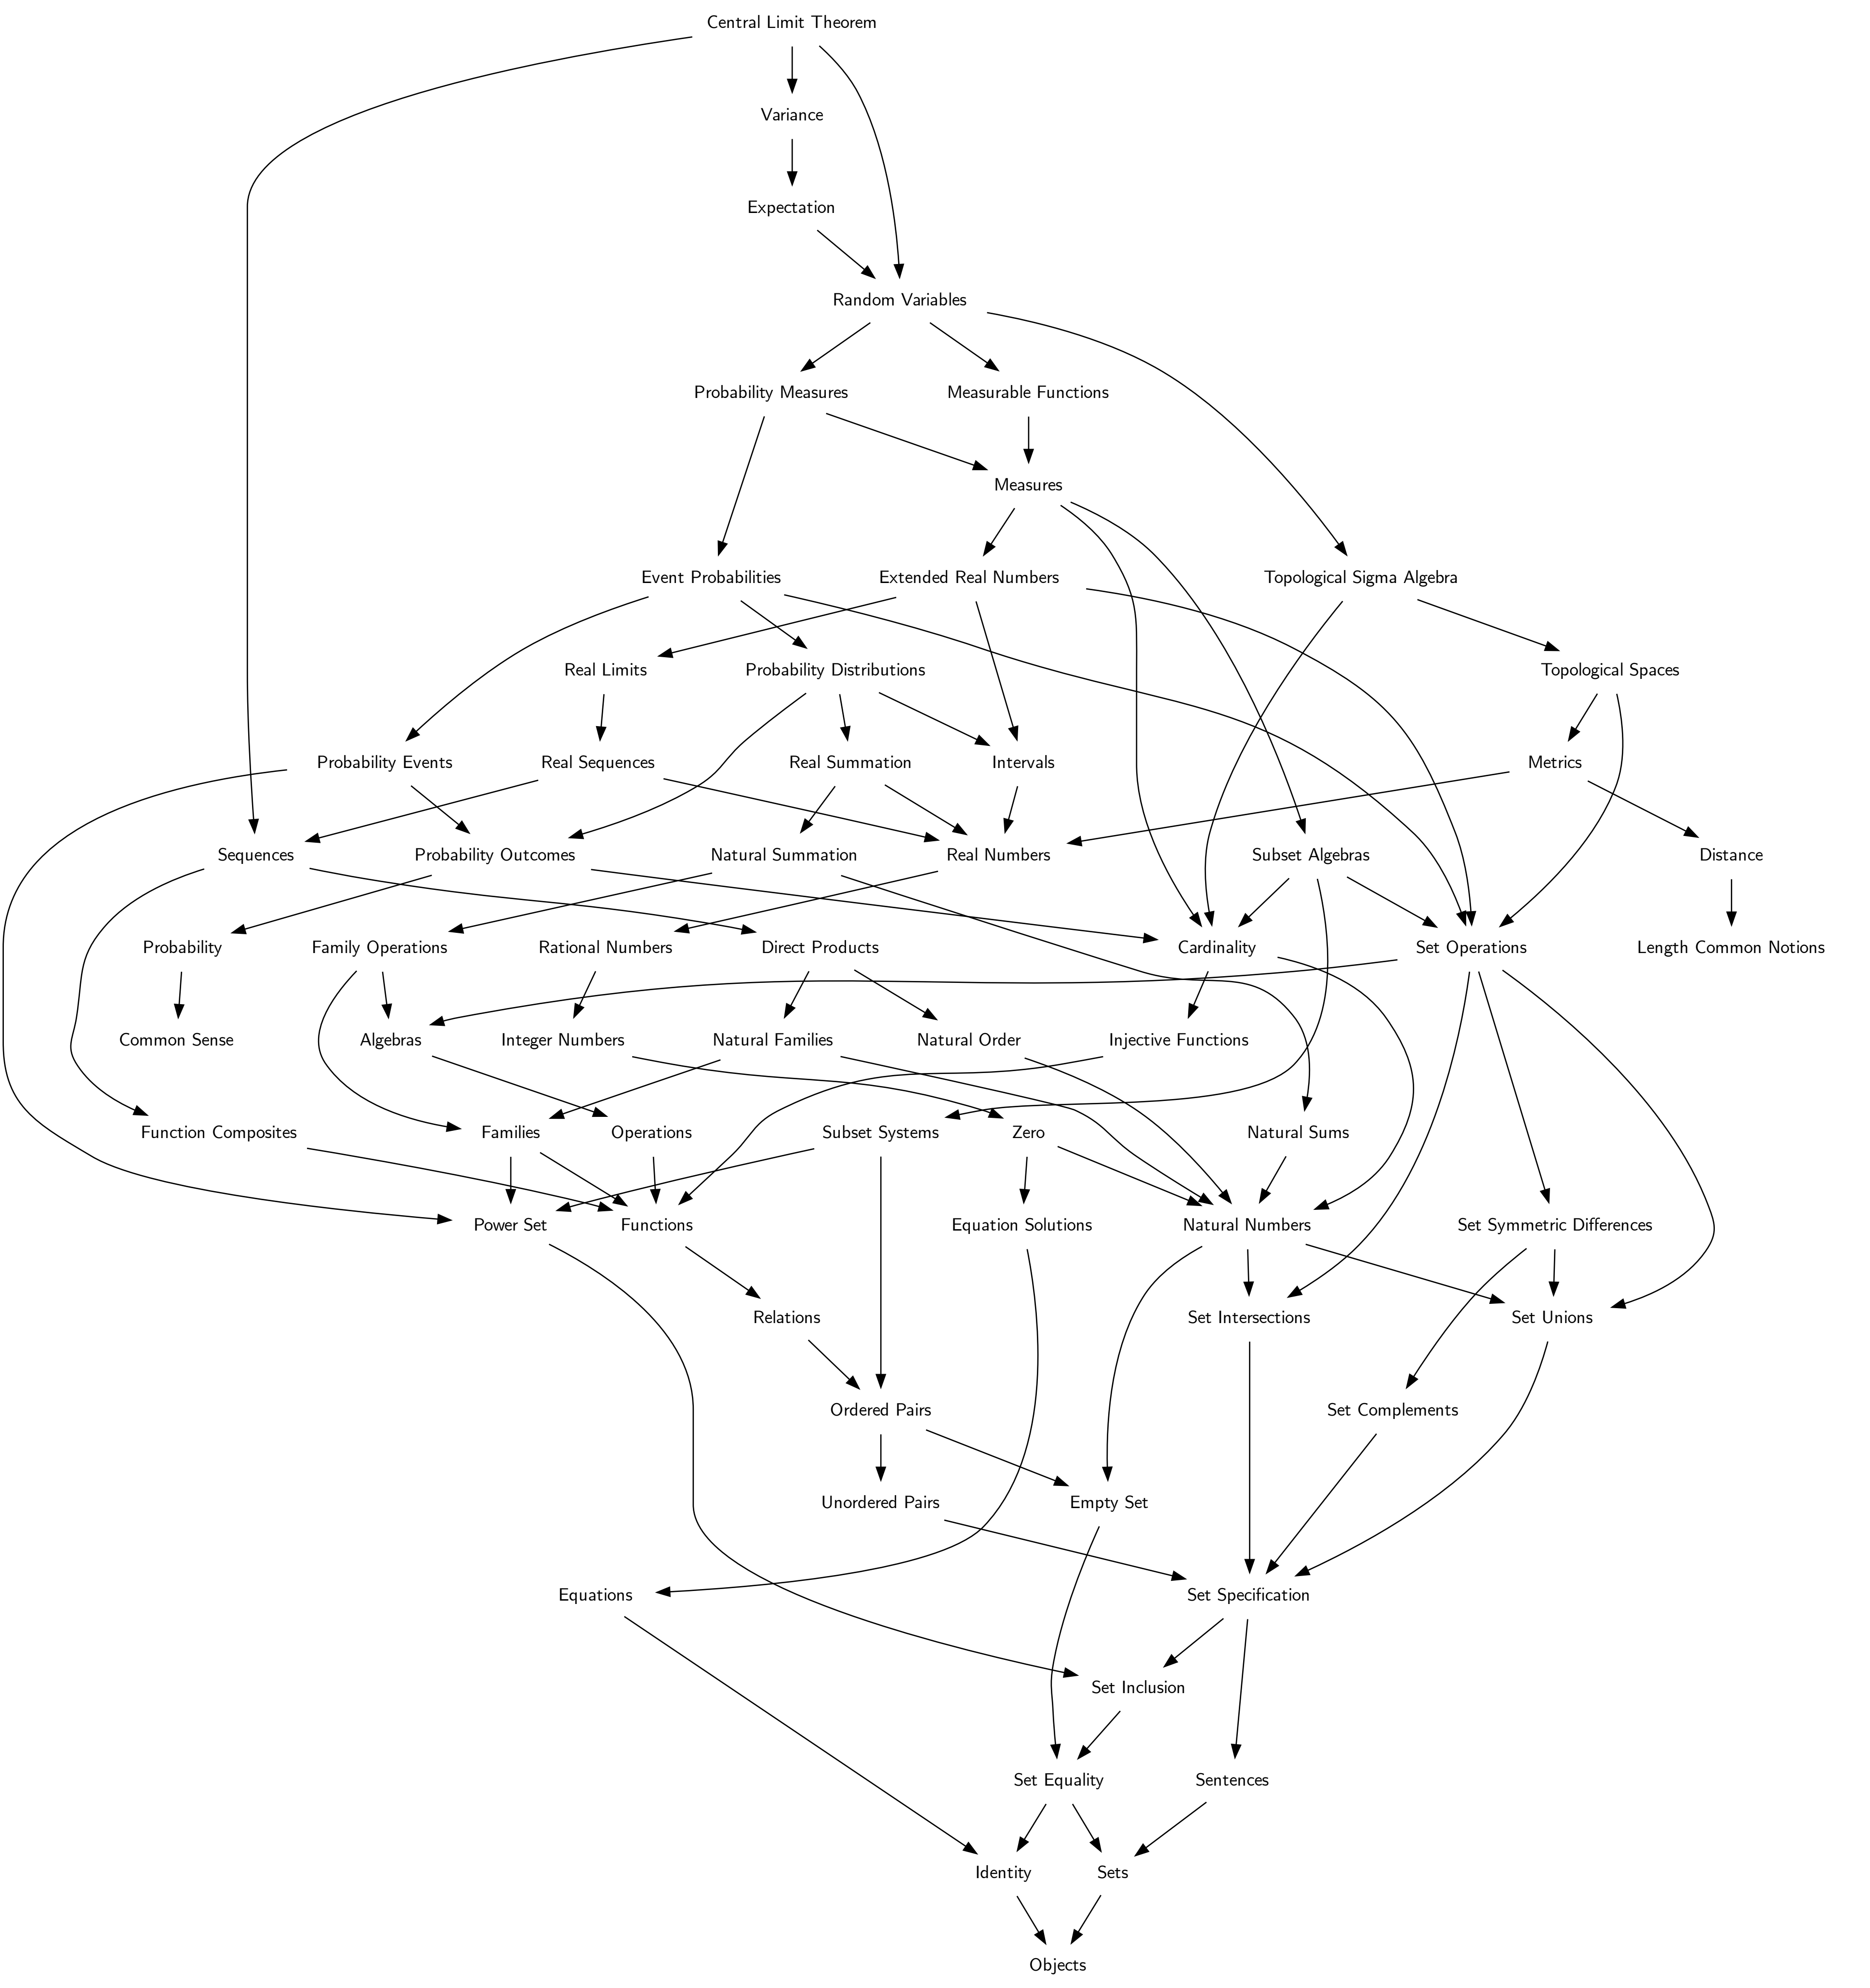 Central Limit Theorem
Variance
Expectation
Random Variables
Probability Measures
Measurable Functions
Measures
Event Probabilities
Extended Real Numbers
Topological Sigma Algebra
Real Limits
Probability Distributions
Topological Spaces
Probability Events
Real Sequences
Real Summation
Intervals
Metrics
Sequences
Probability Outcomes
Natural Summation
Real Numbers
Subset Algebras
Distance
Probability
Family Operations
Rational Numbers
Direct Products
Cardinality
Set Operations
Length Common Notions
Common Sense
Algebras
Integer Numbers
Natural Families
Natural Order
Injective Functions
Function Composites
Families
Operations
Subset Systems
Zero
Natural Sums
Power Set
Functions
Equation Solutions
Natural Numbers
Set Symmetric Differences
Relations
Set Intersections
Set Unions
Ordered Pairs
Set Complements
Unordered Pairs
Empty Set
Equations
Set Specification
Set Inclusion
Set Equality
Sentences
Identity
Sets
Objects